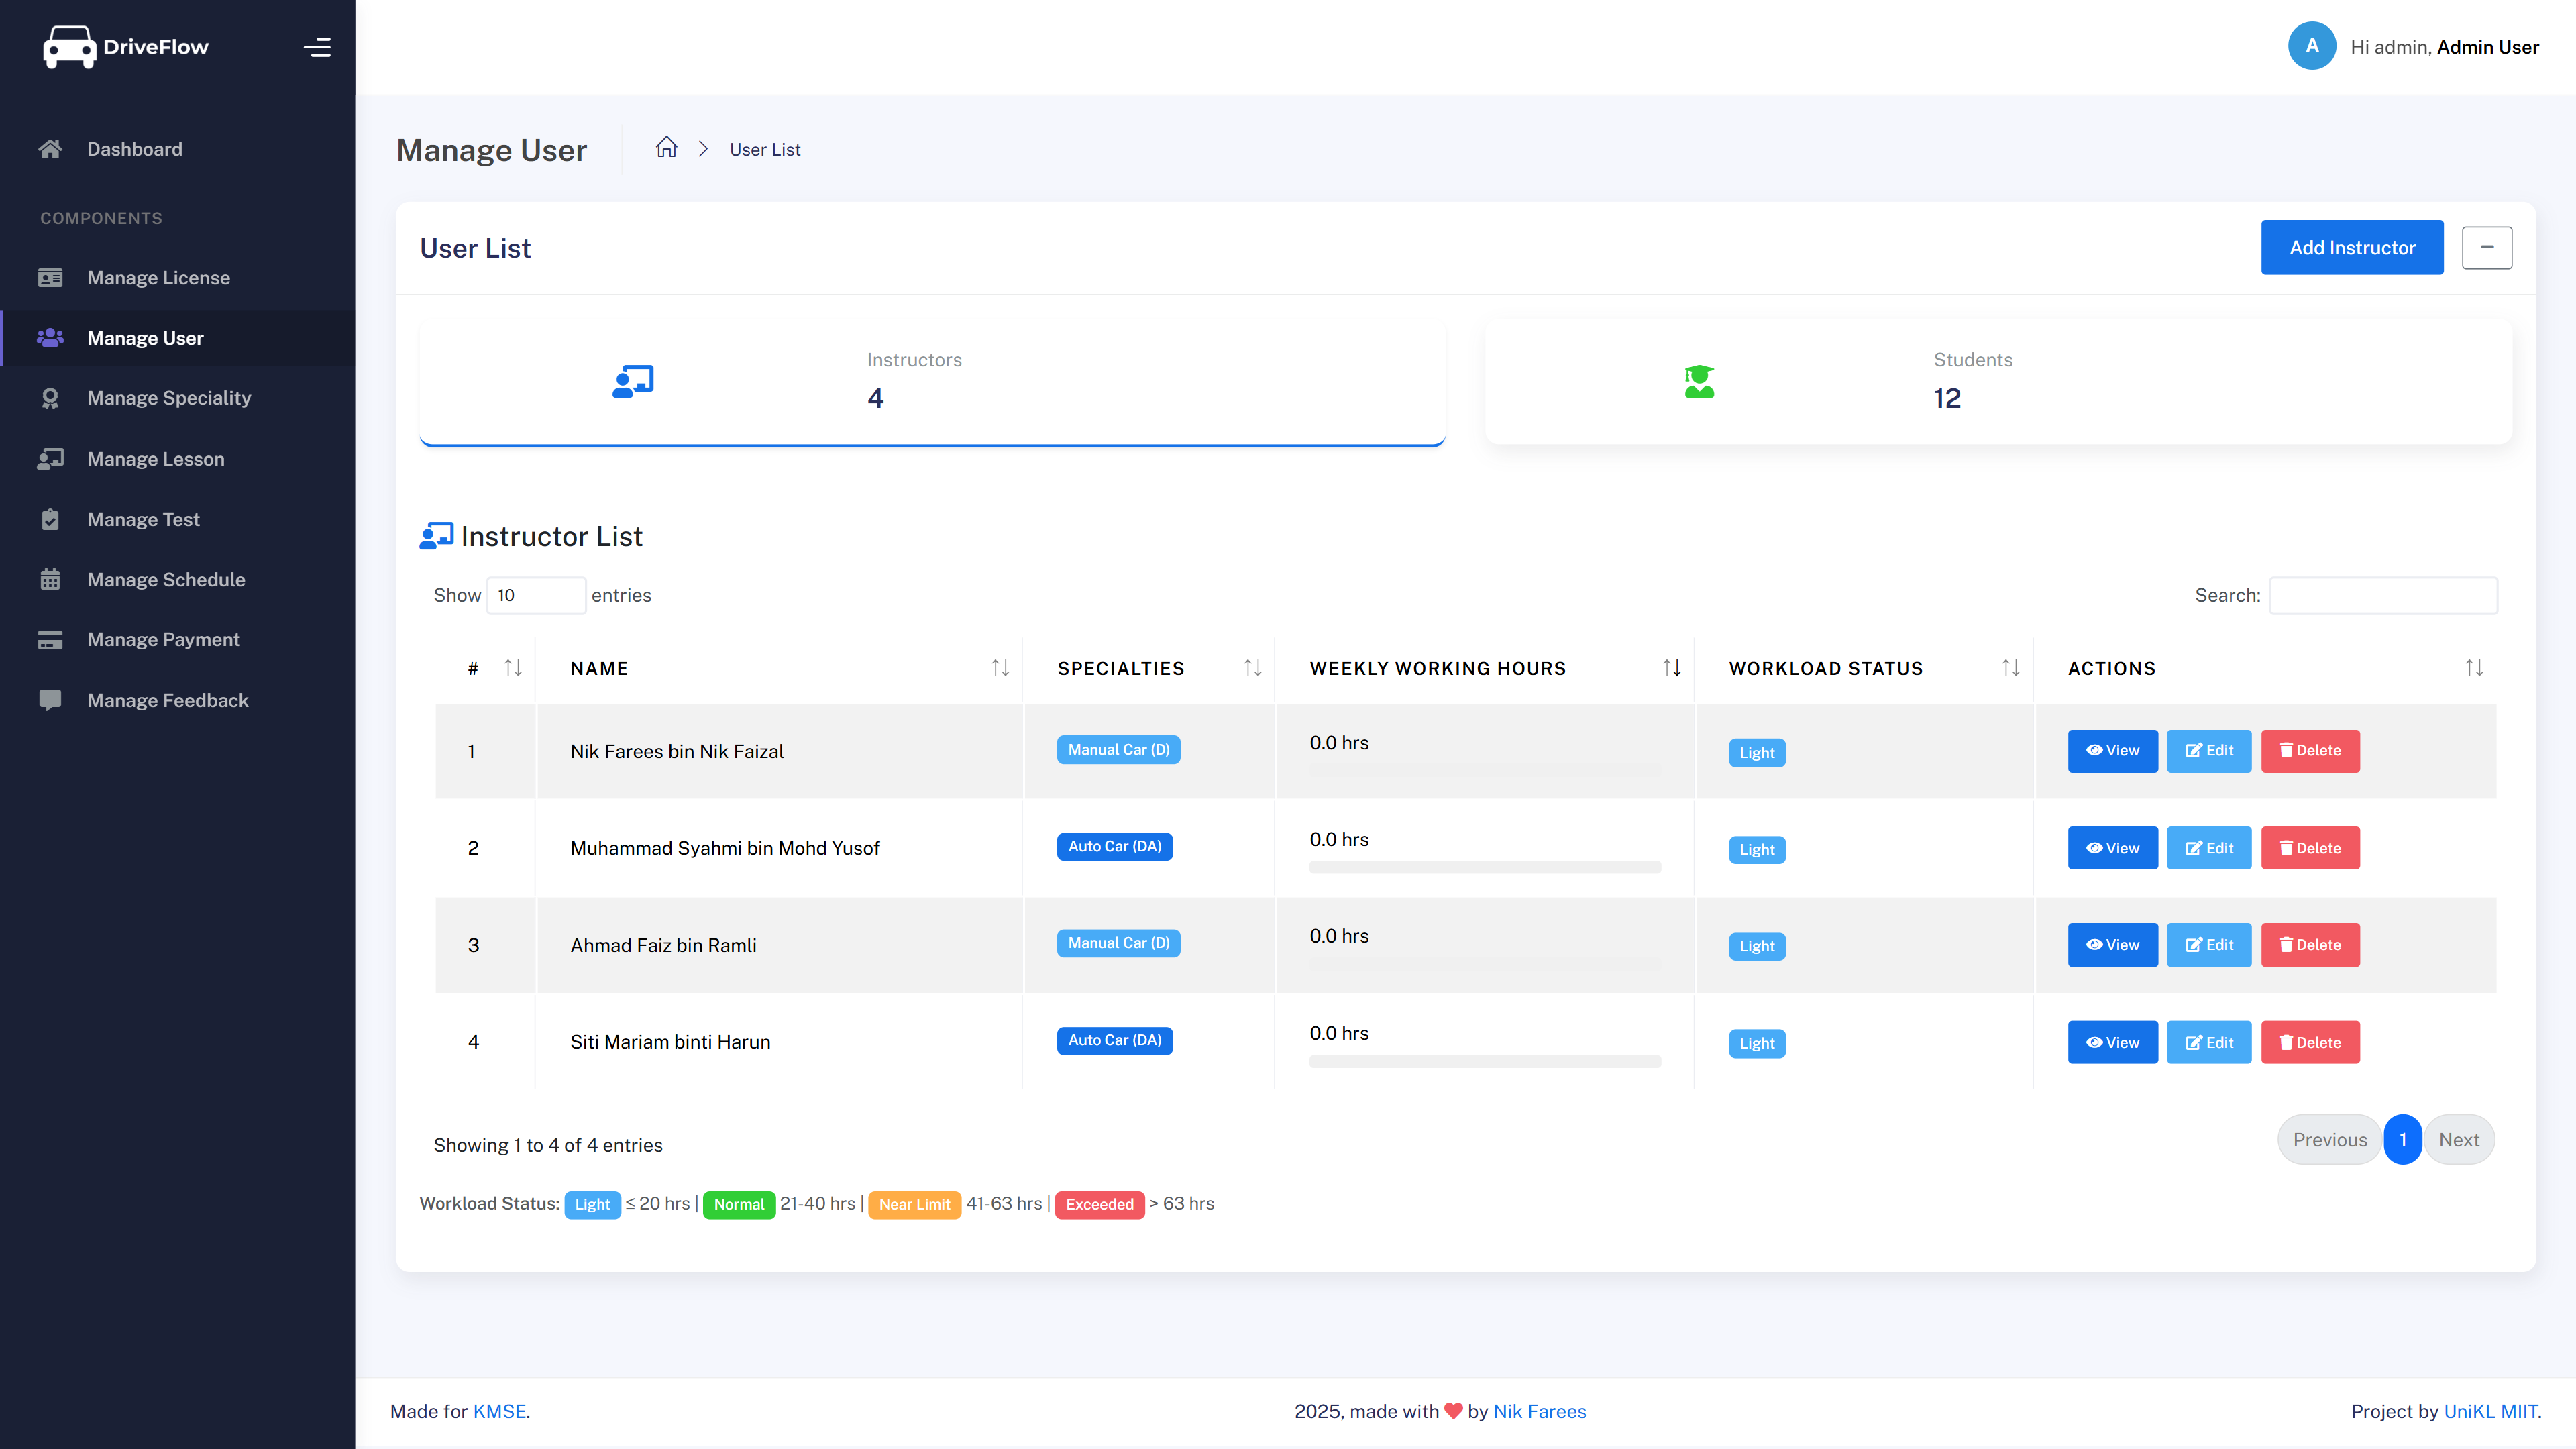 DriveFlow
A
Hi admin, Admin User
Dashboard
COMPONENTS
Manage License
Manage User
Manage Speciality
Manage Lesson
Manage Test
Manage Schedule
Manage Payment
Manage Feedback
Manage User
User List
User List
Add Instructor
Instructors
4
Students
12
Instructor List
Show 10 entries
Search:
# NAME SPECIALTIES WEEKLY WORKING HOURS WORKLOAD STATUS ACTIONS
1 Nik Farees bin Nik Faizal Manual Car (D) 0.0 hrs Light View Edit Delete
2 Muhammad Syahmi bin Mohd Yusof Auto Car (DA) 0.0 hrs Light View Edit Delete
3 Ahmad Faiz bin Ramli Manual Car (D) 0.0 hrs Light View Edit Delete
4 Siti Mariam binti Harun Auto Car (DA) 0.0 hrs Light View Edit Delete
Showing 1 to 4 of 4 entries
Previous 1 Next
Workload Status: Light ≤ 20 hrs | Normal 21-40 hrs | Near Limit 41-63 hrs | Exceeded > 63 hrs
Made for KMSE.
2025, made with ❤ by Nik Farees
Project by UniKL MIIT.